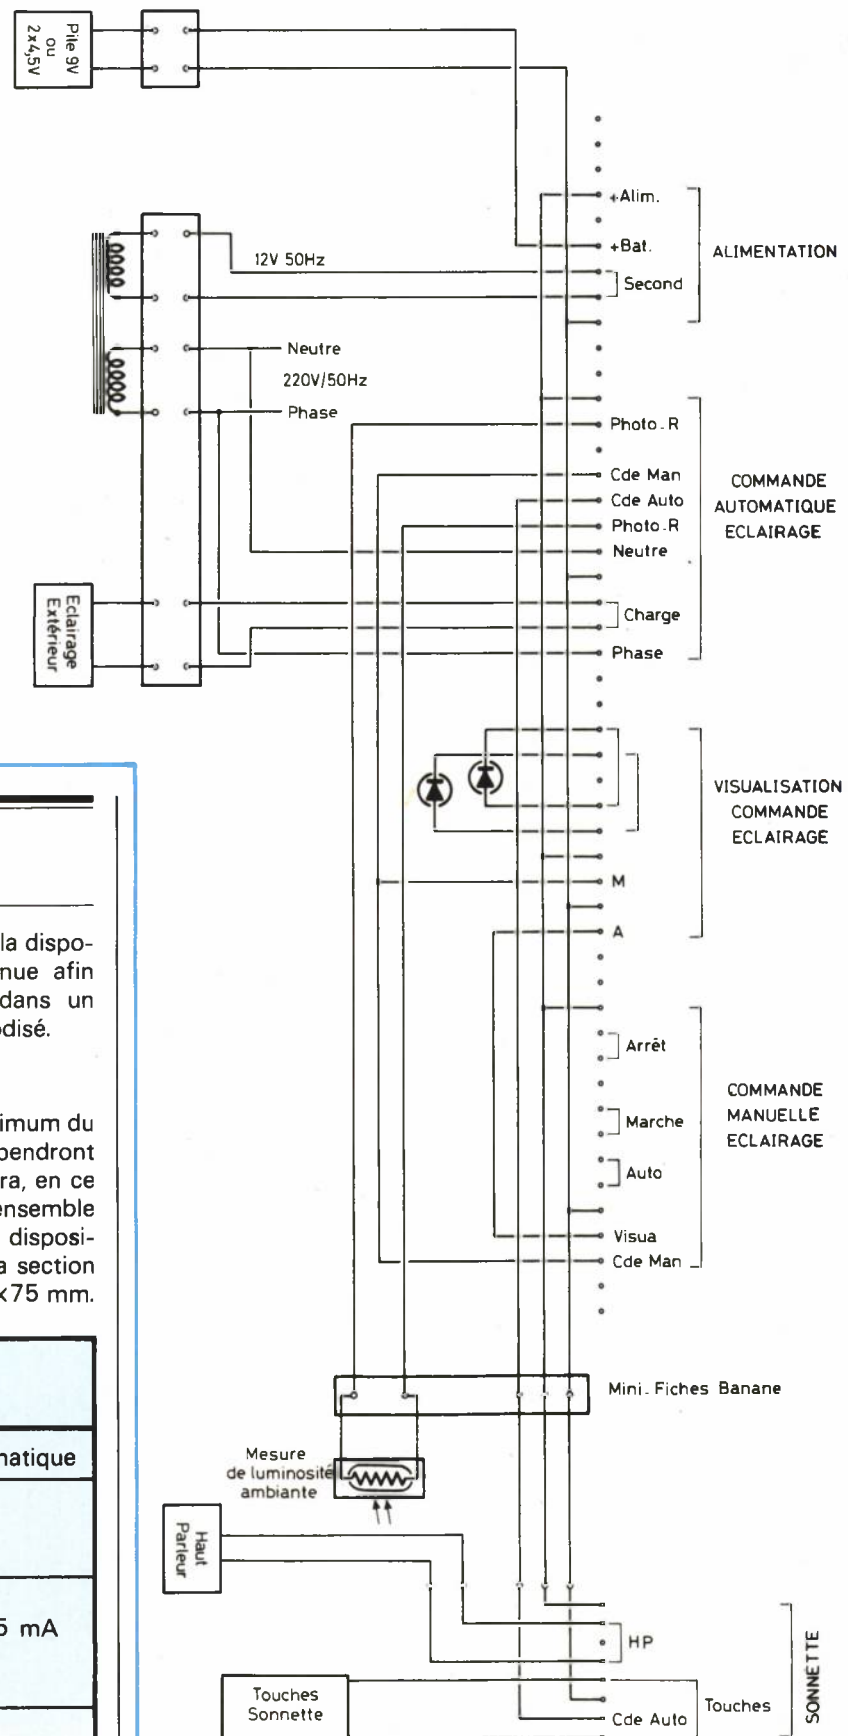 Pile 9V
ou
2x4,5V
+Alim.
+Bat.
Second
ALIMENTATION
12V 50Hz
Neutre
220V/50Hz
Phase
Photo-R
Cde Man
Cde Auto
Photo-R
Neutre
Charge
Phase
COMMANDE
AUTOMATIQUE
ECLAIRAGE
Eclairage
Extérieur
M
A
VISUALISATION
COMMANDE
ECLAIRAGE
Arrêt
Marche
Auto
Visua
Cde Man
COMMANDE
MANUELLE
ECLAIRAGE
la dispo-
nue afin
dans un
disé.
imum du
pendront
ra, en ce
ensemble
disposi-
a section
x75 mm.
matique
5 mA
Mini-Fiches Banane
Mesure
de luminosité
ambiante
Haut
Parleur
HP
Touches
Sonnette
Cde Auto
Touches
SONNETTE